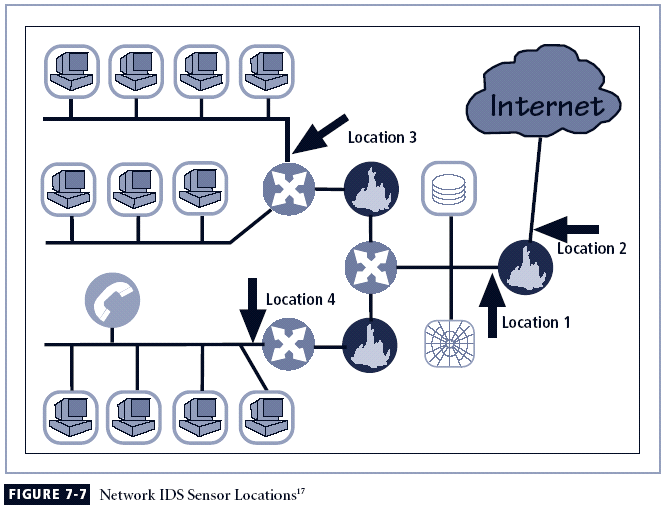 Internet
Location 3
Location 2
Location 4
Location 1
FIGURE 7-7 Network IDS Sensor Locations¹⁷